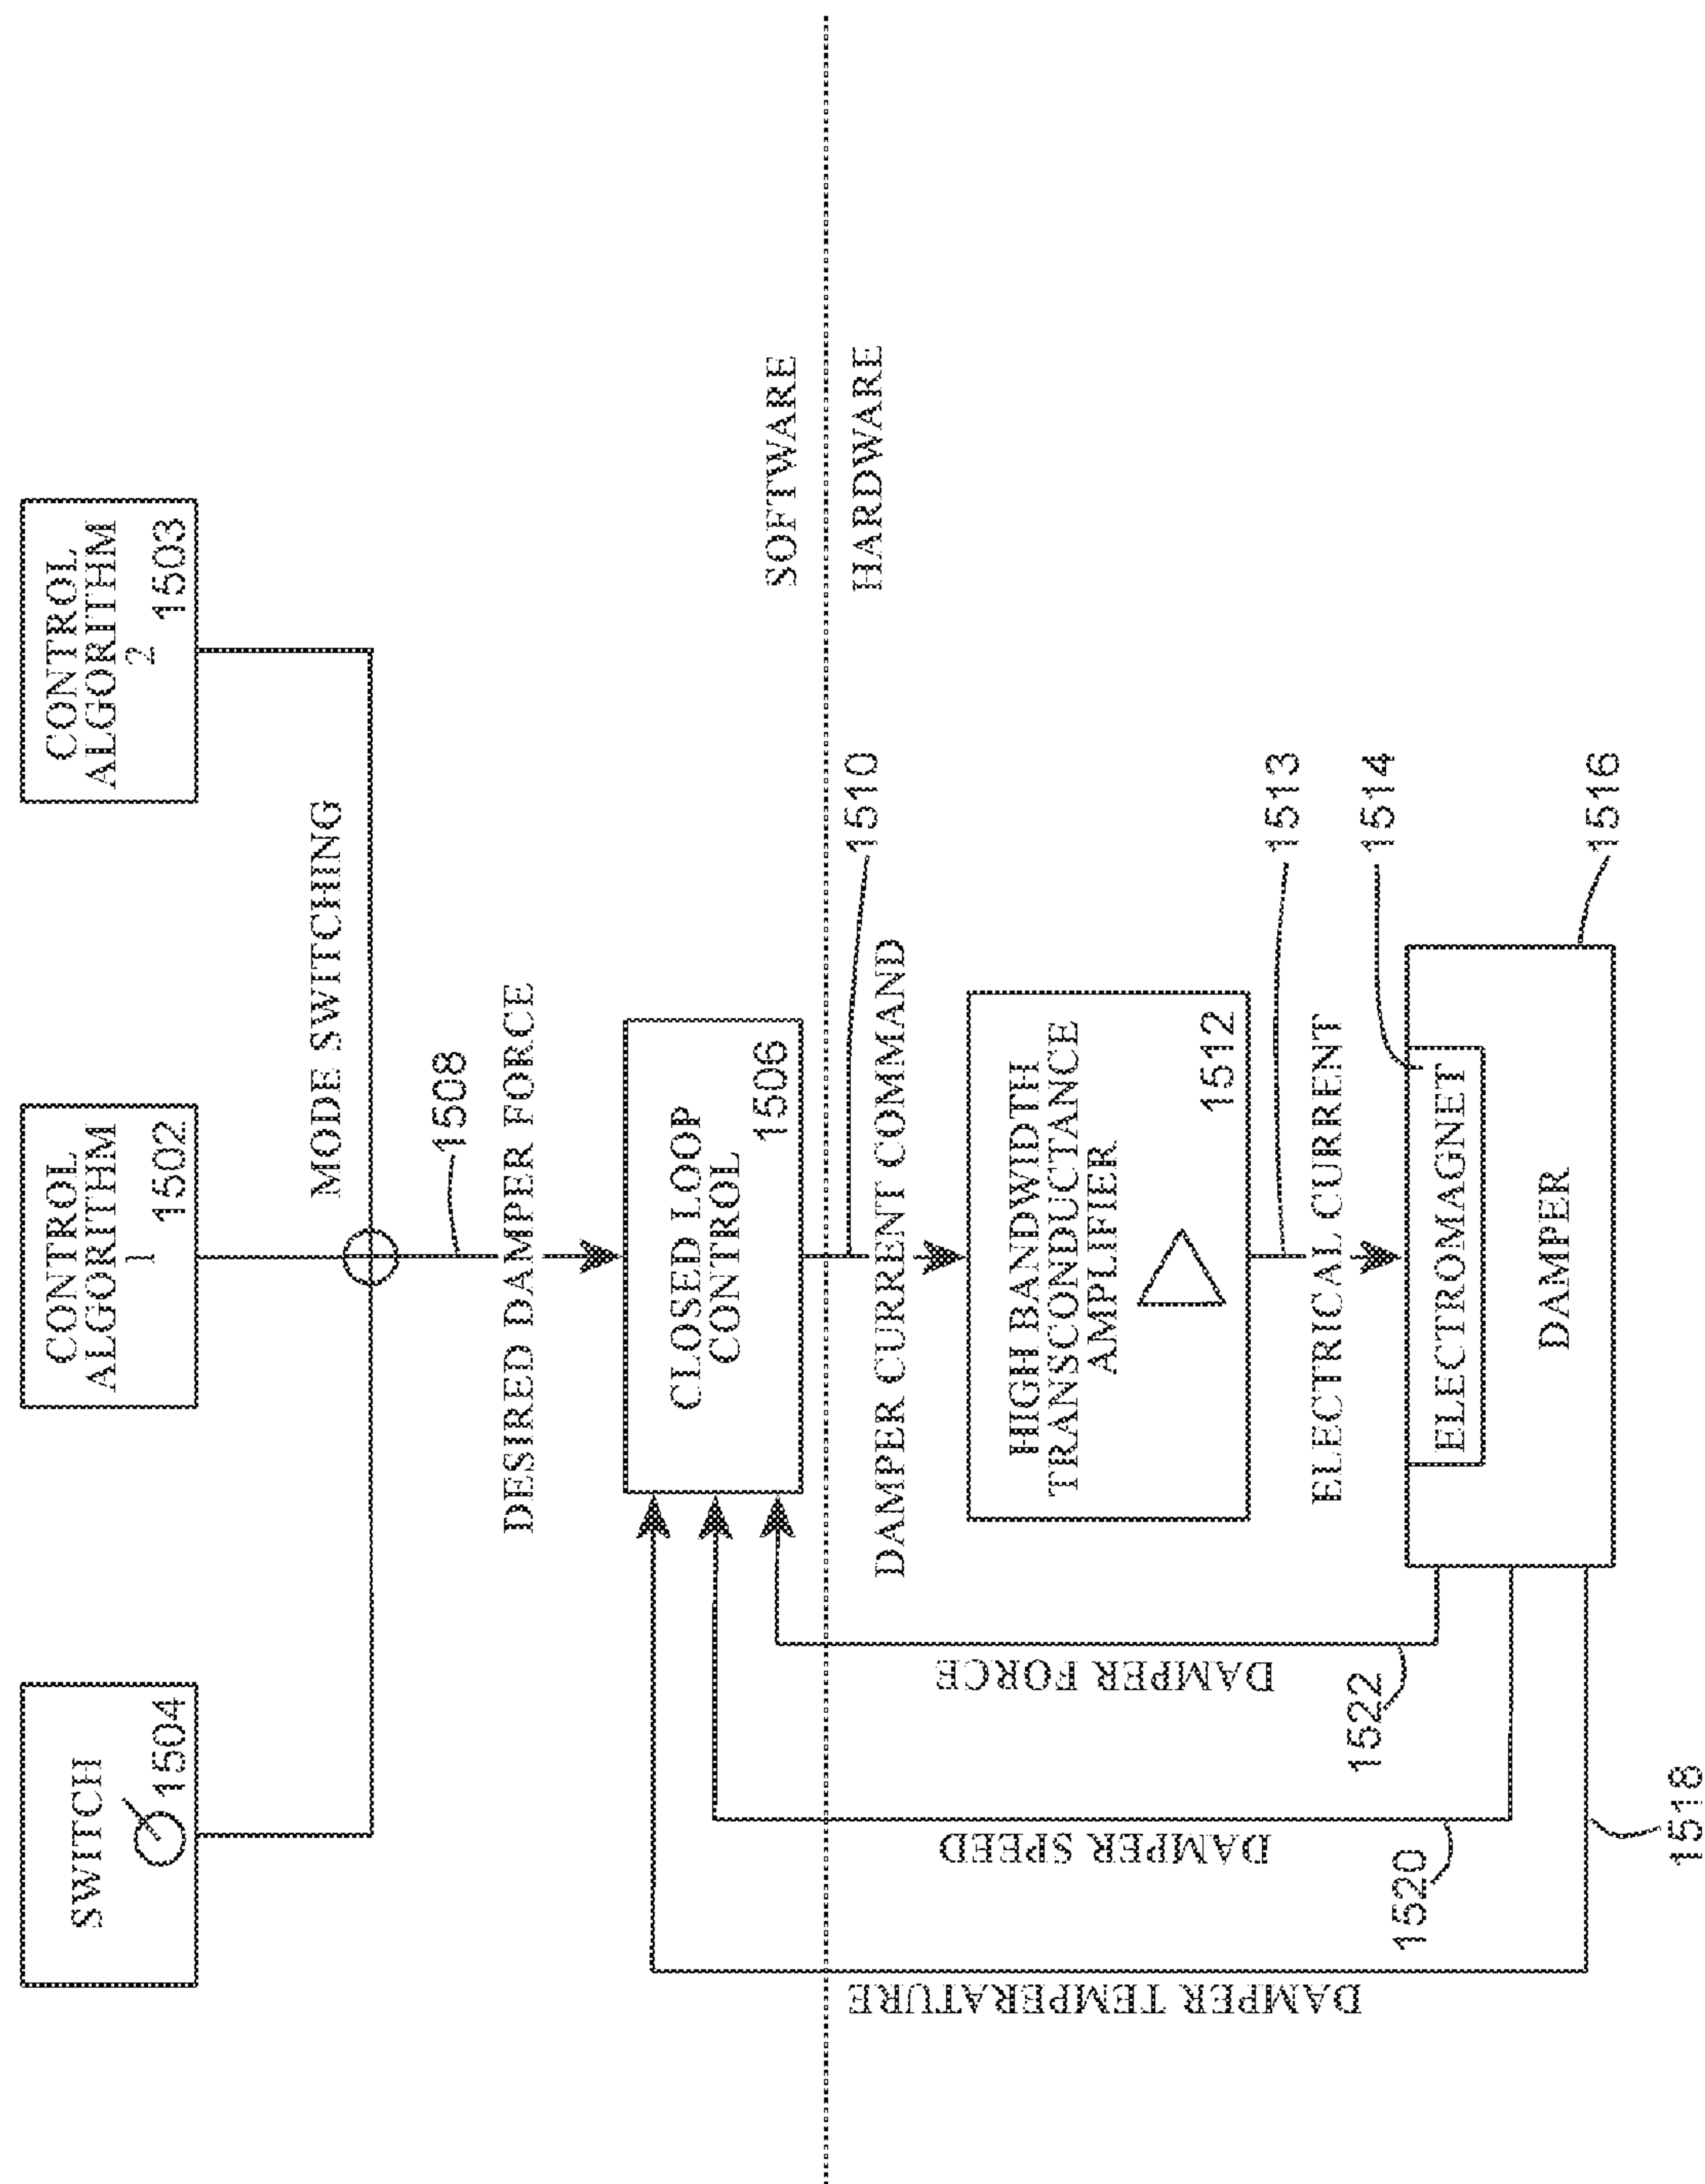 SWITCH
1504
CONTROL
ALGORITHM
1
1502
CONTROL
ALGORITHM
2
1503
MODE SWITCHING
1508
DESIRED DAMPER FORCE
CLOSED LOOP
CONTROL
1506
SOFTWARE
HARDWARE
1510
DAMPER CURRENT COMMAND
HIGH BANDWIDTH
TRANSCONDUCTANCE
AMPLIFIER
1512
1513
ELECTRICAL CURRENT
1514
ELECTROMAGNET
DAMPER
1516
DAMPER TEMPERATURE
1518
DAMPER SPEED
1520
DAMPER FORCE
1522